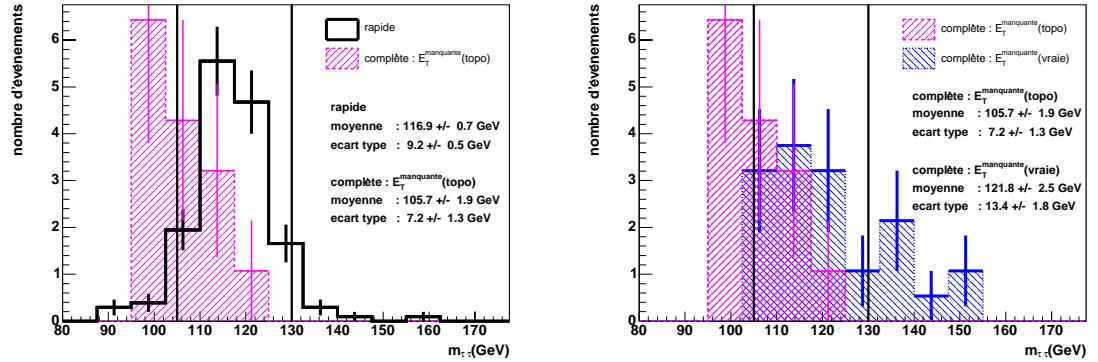 nombre d'événements
6
5
4
3
2
1
0
80 90 100 110 120 130 140 150 160 170
m_ττ(GeV)
rapide
complète : E_T^manquante(topo)
rapide
moyenne : 116.9 +/- 0.7 GeV
ecart type : 9.2 +/- 0.5 GeV
complète : E_T^manquante(topo)
moyenne : 105.7 +/- 1.9 GeV
ecart type : 7.2 +/- 1.3 GeV
nombre d'événements
6
5
4
3
2
1
0
80 90 100 110 120 130 140 150 160 170
m_ττ(GeV)
complète : E_T^manquante(topo)
complète : E_T^manquante(vraie)
complète : E_T^manquante(topo)
moyenne : 105.7 +/- 1.9 GeV
ecart type : 7.2 +/- 1.3 GeV
complète : E_T^manquante(vraie)
moyenne : 121.8 +/- 2.5 GeV
ecart type : 13.4 +/- 1.8 GeV